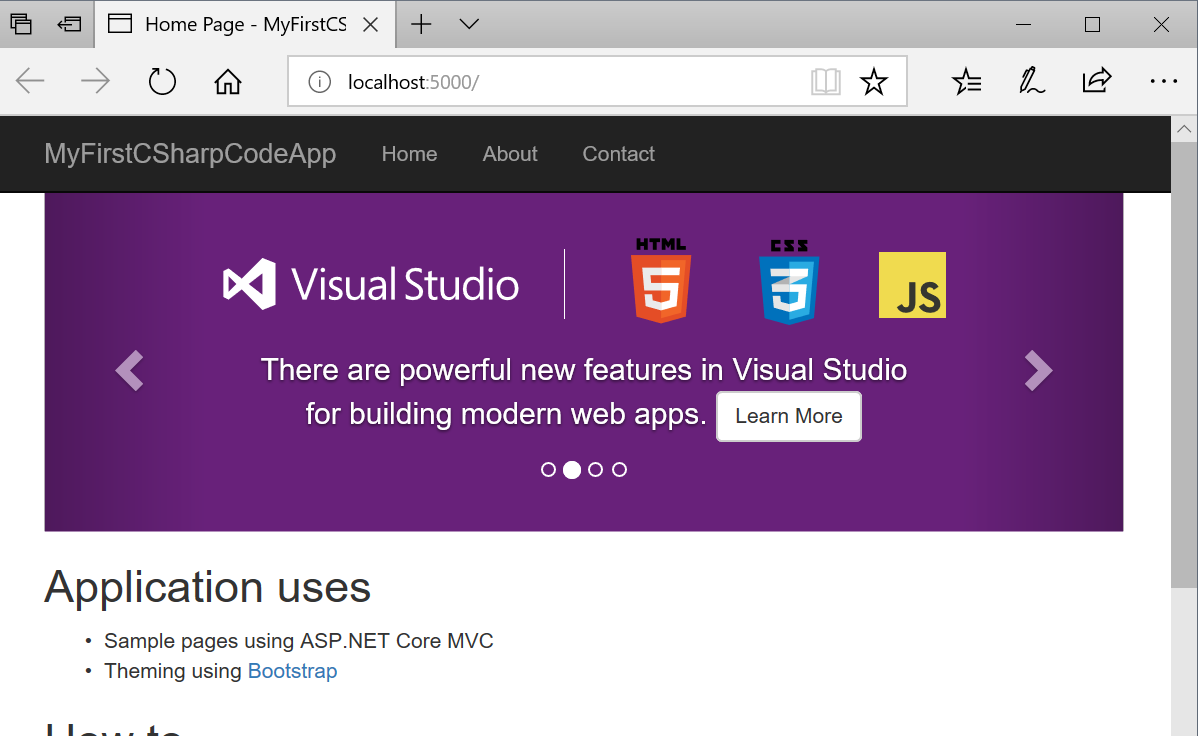 Home Page - MyFirstCS
localhost:5000/
MyFirstCSharpCodeApp Home About Contact
HTML CSS
Visual Studio 5 3 JS
There are powerful new features in Visual Studio
for building modern web apps. Learn More
Application uses
• Sample pages using ASP.NET Core MVC
• Theming using Bootstrap
How to